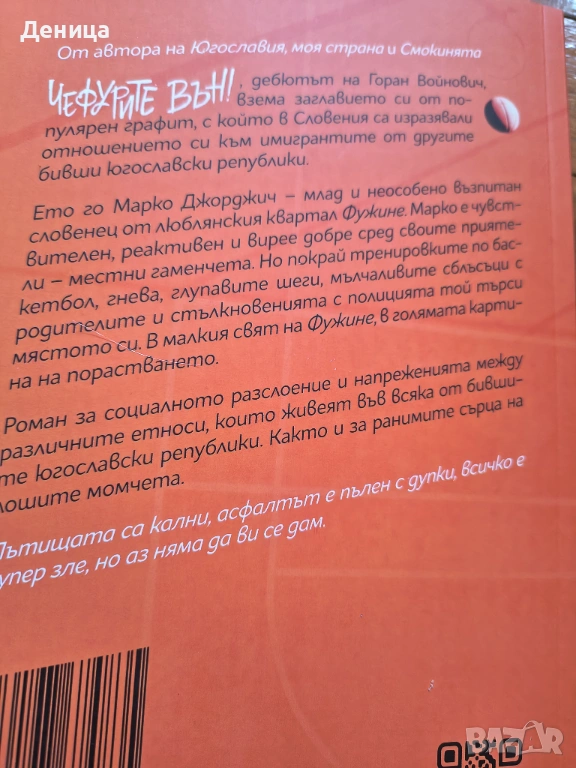 Деница
От автора на Югославия, моя страна и Смокинята
ЧЕФУРИТЕ ВЪН!, дебютът на Горан Войнович,
взема заглавието си от по-
пулярен графит, с който в Словения са изразявали
отношението си към имигрантите от другите
бивши югославски републики.
Ето го Марко Джорджич – млад и неособено възпитан
словенец от люблянския квартал Фужине. Марко е чувст-
вителен, реактивен и вирее добре сред своите прияте-
ли – местни гаменчета. Но покрай тренировките по бас-
кетбол, гнева, глупавите шеги, мълчаливите сблъсъци с
родителите и стълкновенията с полицията той търси
мястото си. В малкия свят на Фужине, в голямата карти-
на на порастването.
Роман за социалното разслоение и напреженията между
различните етноси, които живеят във всяка от бивши-
те югославски републики. Както и за ранимите сърца на
лошите момчета.
Пътищата са кални, асфалтът е пълен с дупки, всичко е
супер зле, но аз няма да ви се дам.
BAZAR